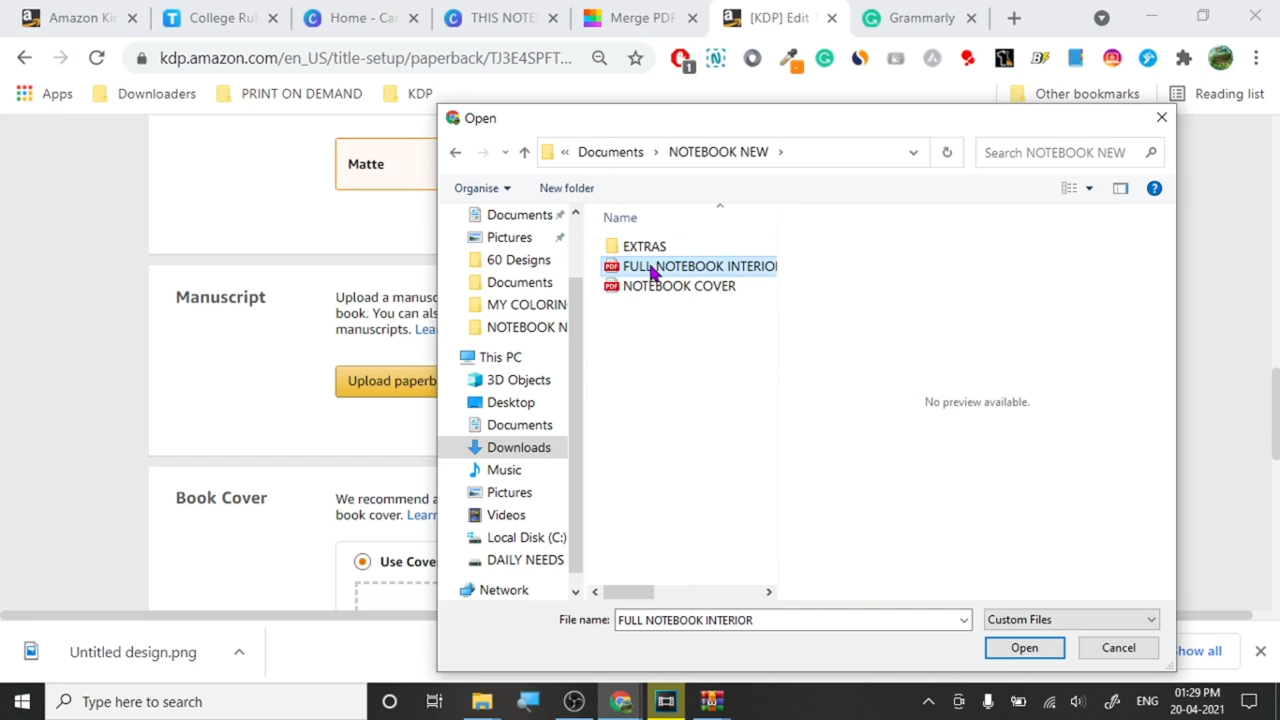 Amazon Kin
College Rul
Home - Can
THIS NOTE
Merge PDF
[KDP] Edit
Grammarly
kdp.amazon.com/en_US/title-setup/paperback/TJ3E4SPFT...
1
Apps
Downloaders
PRINT ON DEMAND
KDP
Other bookmarks
Reading list
Matte
Manuscript
Upload a manusc
book. You can als
manuscripts. Lea
Upload paperb
Book Cover
We recommend a
book cover. Learn
Use Cove
Open
« Documents › NOTEBOOK NEW ›
Search NOTEBOOK NEW
Organise
New folder
Documents
Pictures
60 Designs
Documents
MY COLORIN
NOTEBOOK N
This PC
3D Objects
Desktop
Documents
Downloads
Music
Pictures
Videos
Local Disk (C:)
DAILY NEEDS
Network
Name
EXTRAS
FULL NOTEBOOK INTERIOR
NOTEBOOK COVER
No preview available.
File name: FULL NOTEBOOK INTERIOR
Custom Files
Open
Cancel
Untitled design.png
how all
Type here to search
ENG
01:29 PM
20-04-2021